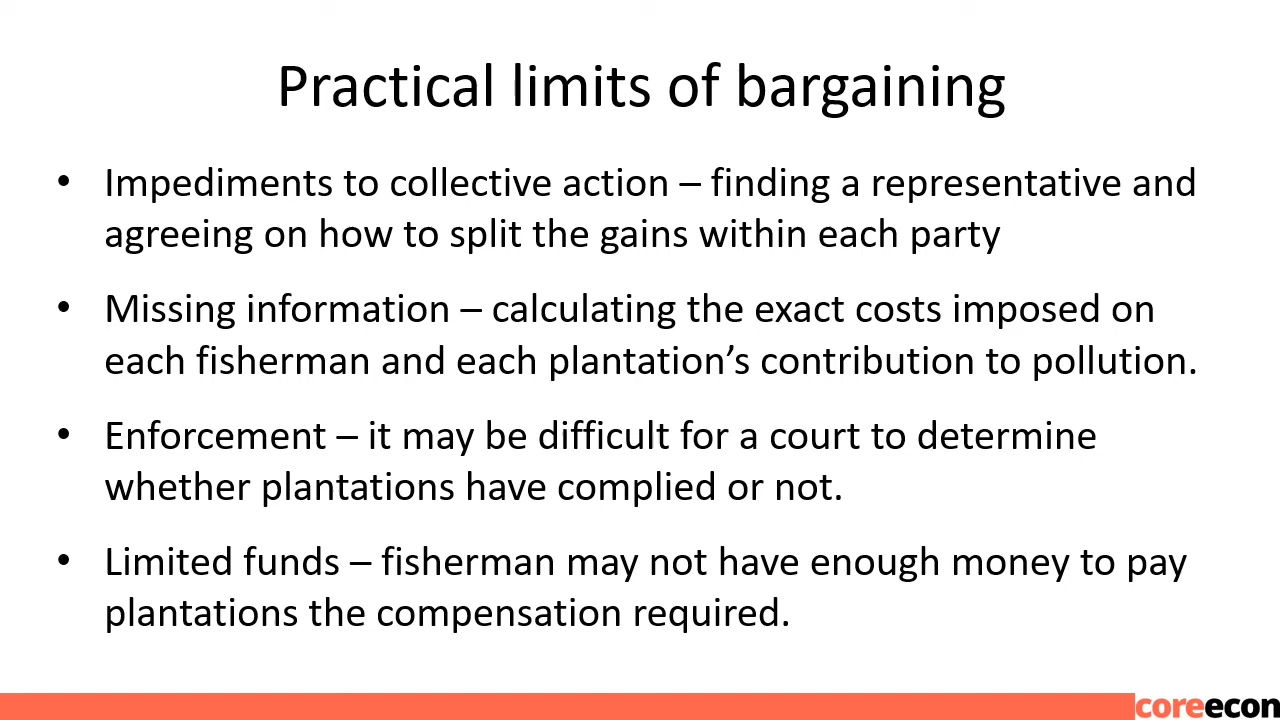 Practical limits of bargaining
• Impediments to collective action – finding a representative and
agreeing on how to split the gains within each party
• Missing information – calculating the exact costs imposed on
each fisherman and each plantation’s contribution to pollution.
• Enforcement – it may be difficult for a court to determine
whether plantations have complied or not.
• Limited funds – fisherman may not have enough money to pay
plantations the compensation required.
coreecon